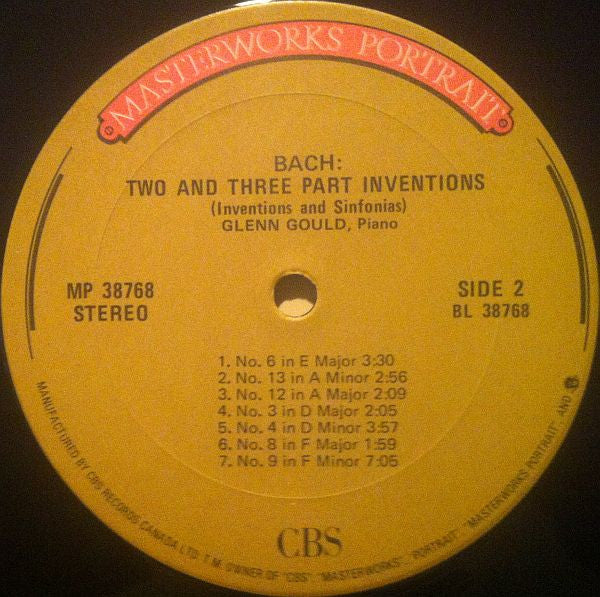 MASTERWORKS PORTRAIT
BACH:
TWO AND THREE PART INVENTIONS
(Inventions and Sinfonias)
GLENN GOULD, Piano
MP 38768
STEREO
SIDE 2
BL 38768
1. No. 6 in E Major 3:30
2. No. 13 in A Minor 2:56
3. No. 12 in A Major 2:09
4. No. 3 in D Major 2:05
5. No. 4 in D Minor 3:57
6. No. 8 in F Major 1:59
7. No. 9 in F Minor 7:05
CBS
MANUFACTURED BY CBS RECORDS CANADA LTD. T.M. OWNER OF "CBS" "MASTERWORKS" PORTRAIT" "MASTERWORKS PORTRAIT" AND